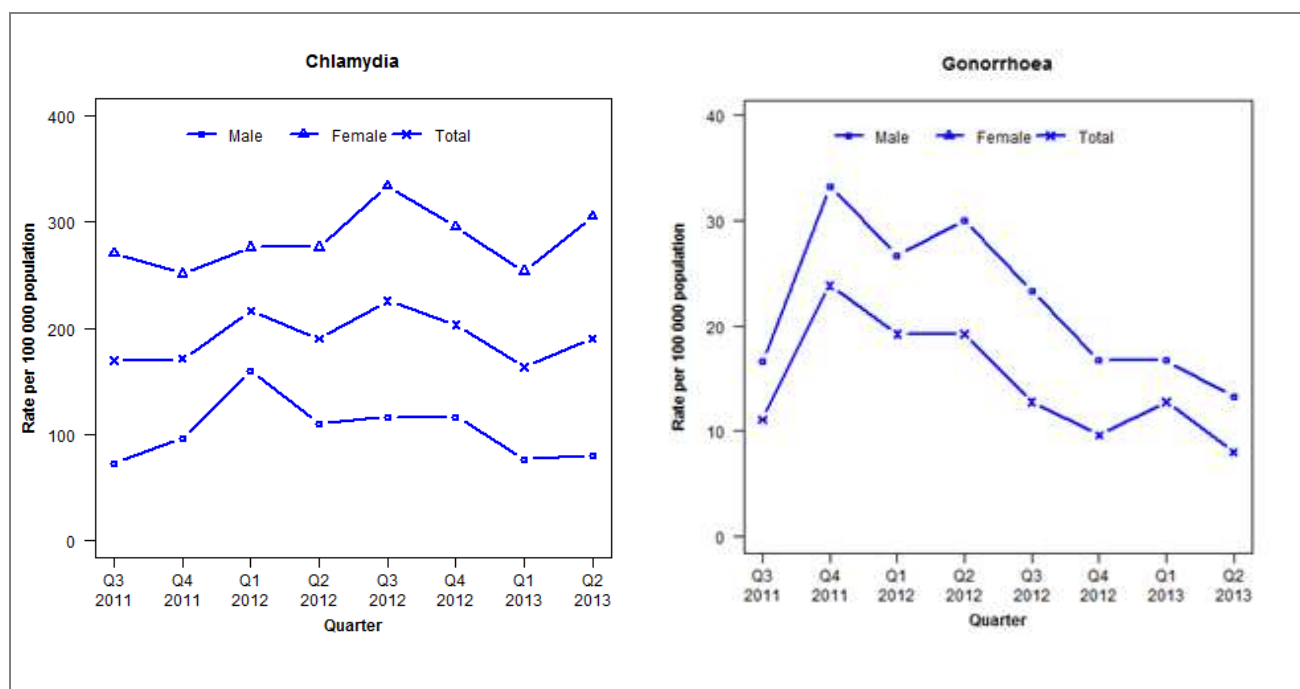 Chlamydia
Male Female Total
Rate per 100 000 population
400
300
200
100
0
Q3 Q4 Q1 Q2 Q3 Q4 Q1 Q2
2011 2011 2012 2012 2012 2012 2013 2013
Quarter
Gonorrhoea
Male Female Total
Rate per 100 000 population
40
30
20
10
0
Q3 Q4 Q1 Q2 Q3 Q4 Q1 Q2
2011 2011 2012 2012 2012 2012 2013 2013
Quarter